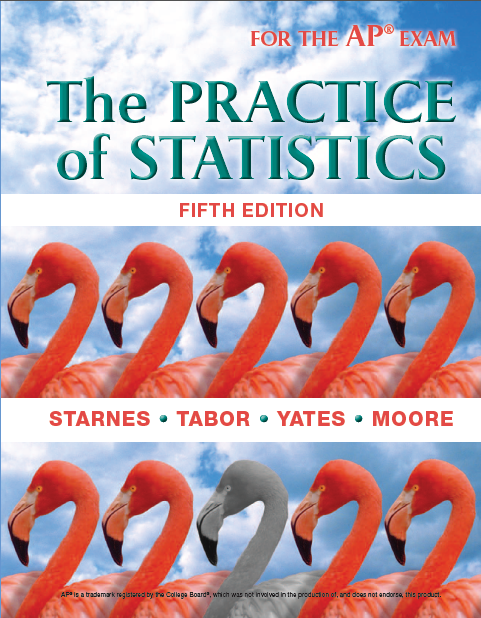 FOR THE AP® EXAM
The PRACTICE
of STATISTICS
FIFTH EDITION
STARNES • TABOR • YATES • MOORE
AP® is a trademark registered by the College Board®, which was not involved in the production of, and does not endorse, this product.